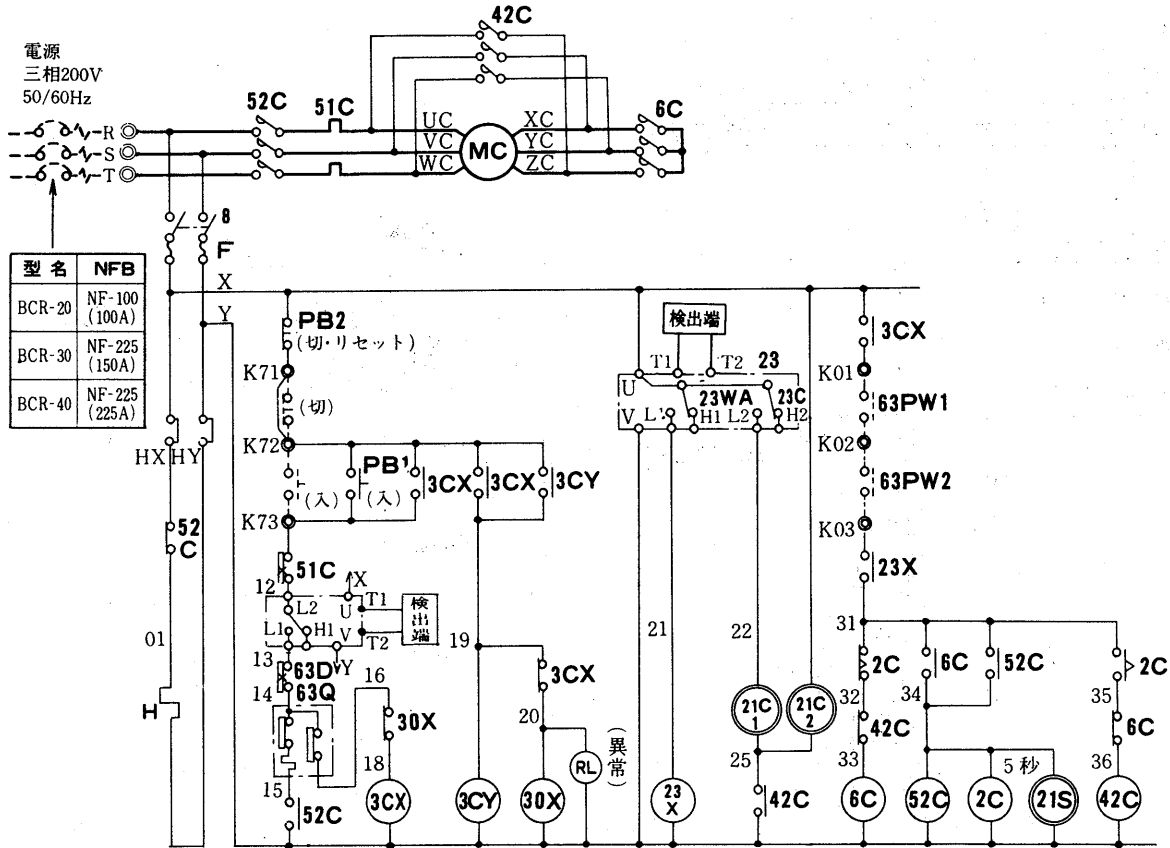 42C
電源
三相200V
50/60Hz
52C
51C
6C
R
S
T
UC
VC
WC
MC
XC
YC
ZC
8
F
型名 NFB
BCR-20 NF-100 (100A)
BCR-30 NF-225 (150A)
BCR-40 NF-225 (225A)
X
Y
PB2
(切・リセット)
K71
(切)
K72
PB1
(入)
(入)
3CX
3CX
3CY
K73
HX
HY
52
C
51C
12
X
L2
U
T1
検出端
L1
H1
V
T2
Y
13
63D
14
63Q
16
30X
18
3CX
15
52C
01
H
19
3CX
20
(異常)
RL
3CY
30X
検出端
T1
T2
23
U
V
L1
23WA
H1
L2
23C
H2
21
22
23
X
21C
1
21C
2
25
42C
3CX
K01
63PW1
K02
63PW2
K03
23X
31
2C
6C
52C
2C
32
34
35
42C
6C
33
5秒
36
6C
52C
2C
21S
42C